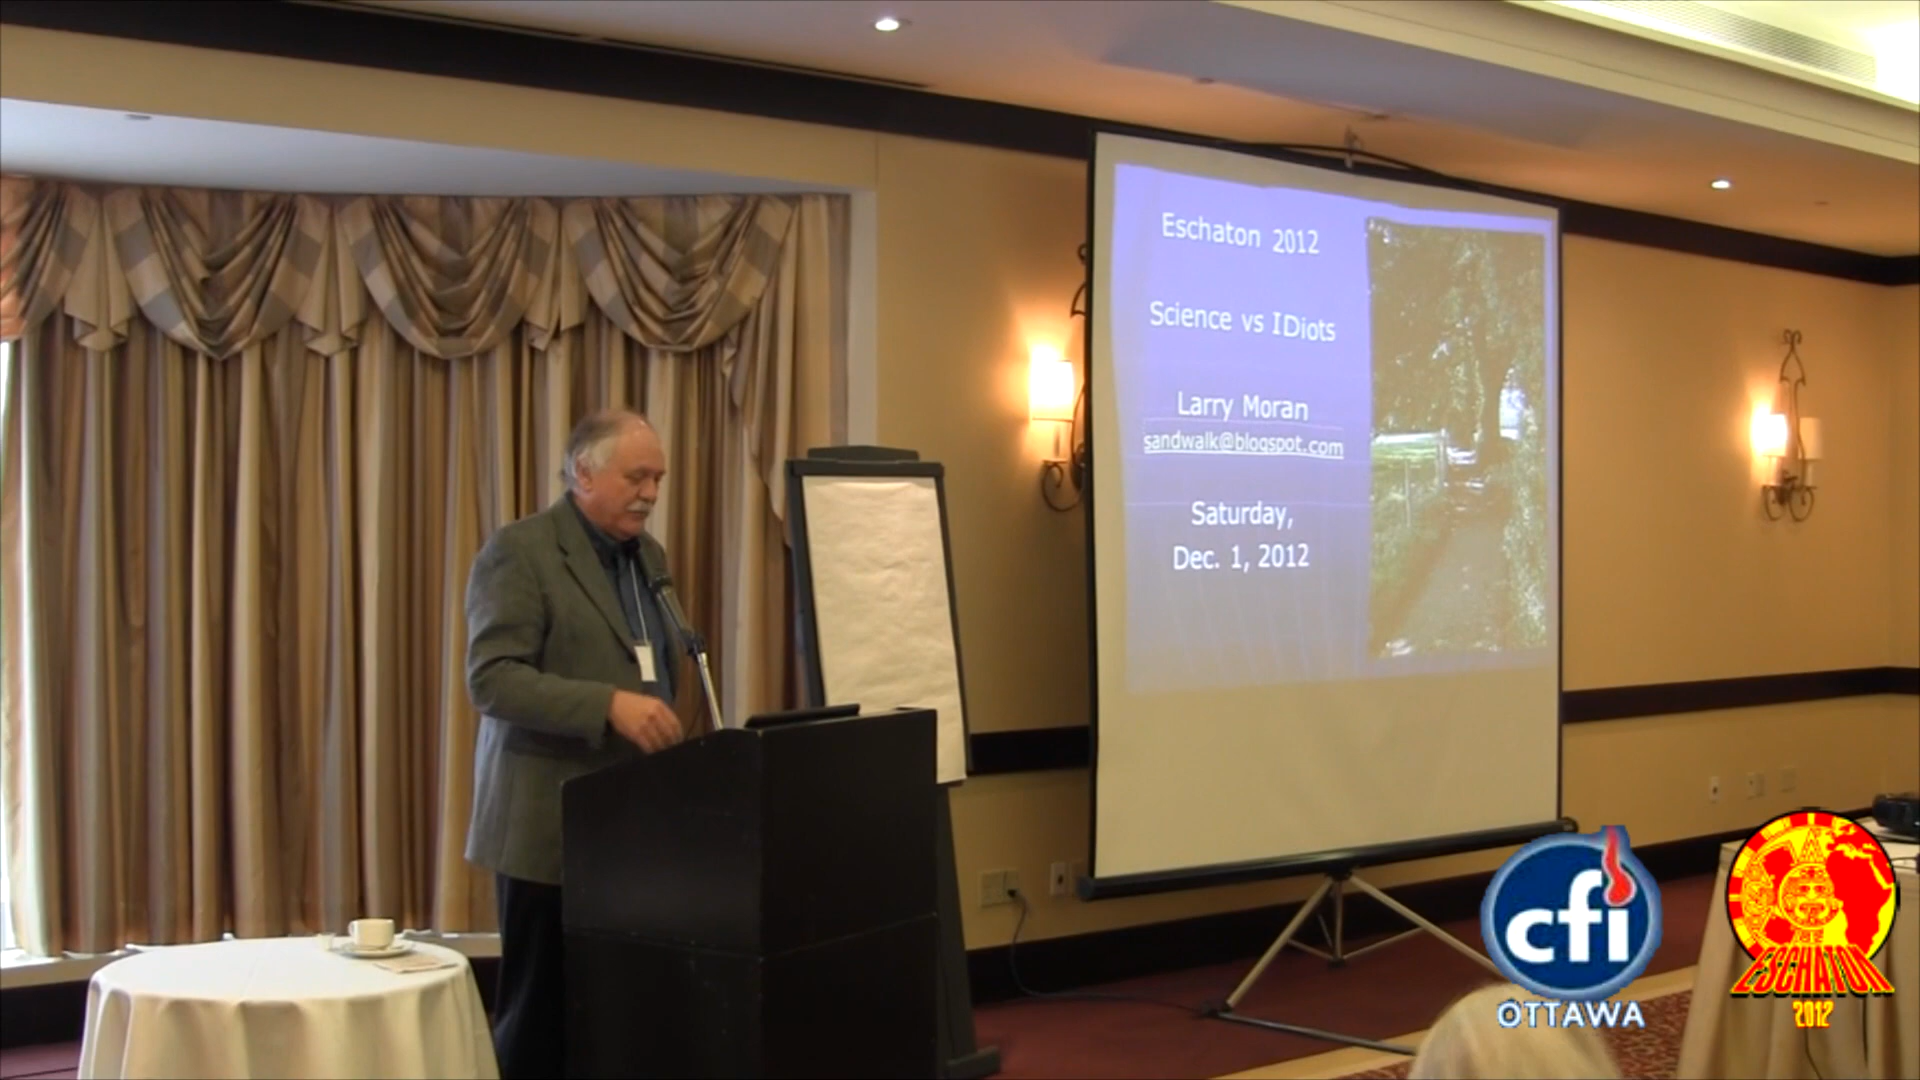 Eschaton 2012
Science vs IDiots
Larry Moran
sandwalk@blogspot.com
Saturday,
Dec. 1, 2012
cfi
OTTAWA
ESCHATON
2012